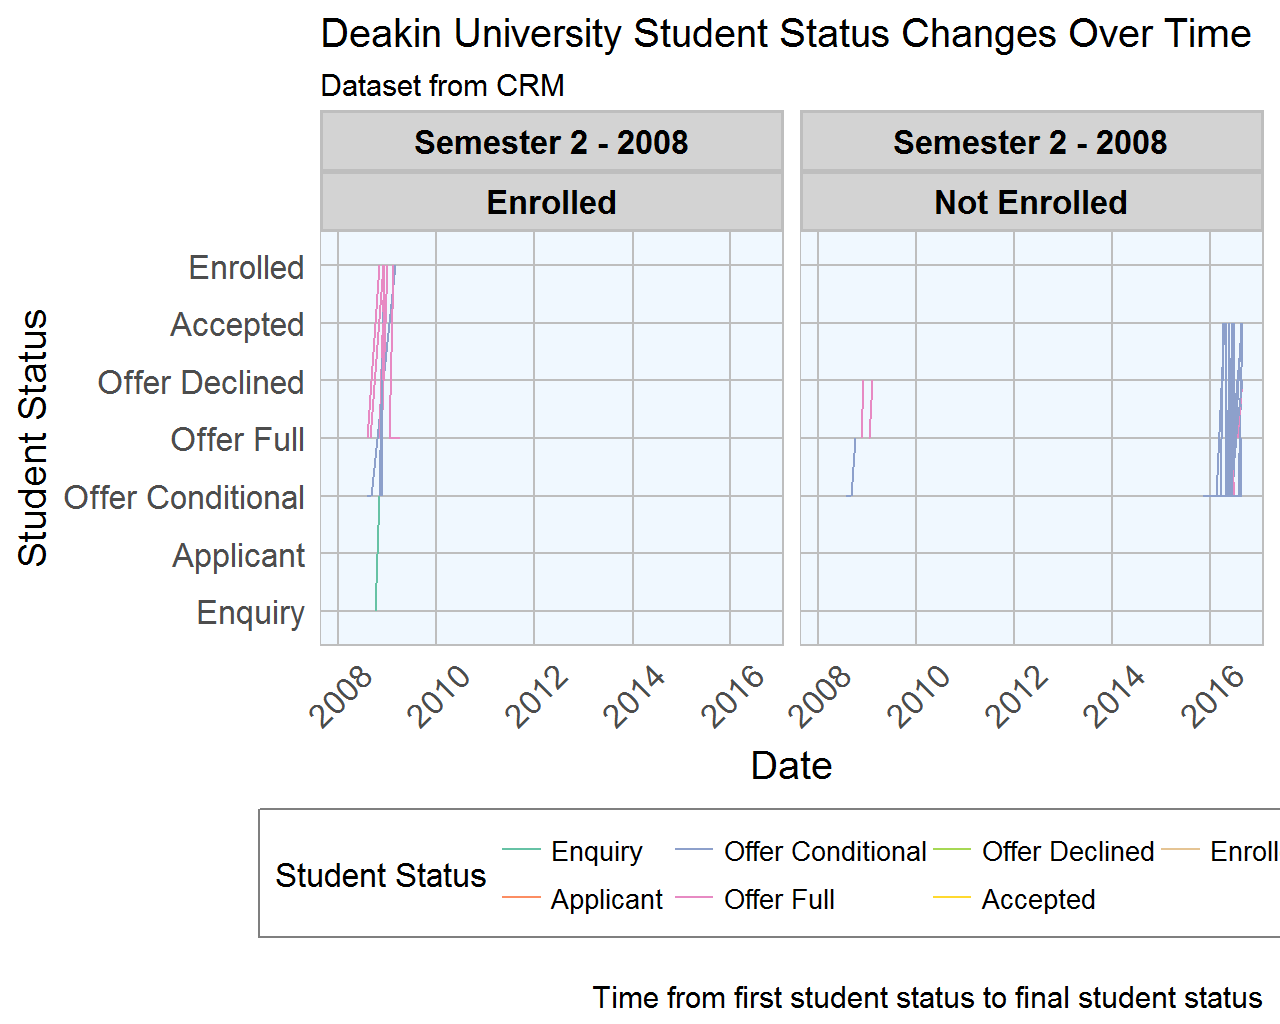 Deakin University Student Status Changes Over Time
Dataset from CRM
Semester 2 - 2008
Semester 2 - 2008
Enrolled
Not Enrolled
Student Status
Enrolled
Accepted
Offer Declined
Offer Full
Offer Conditional
Applicant
Enquiry
2008 2010 2012 2014 2016
2008 2010 2012 2014 2016
Date
Student Status
Enquiry Offer Conditional Offer Declined Enroll
Applicant Offer Full Accepted
Time from first student status to final student status